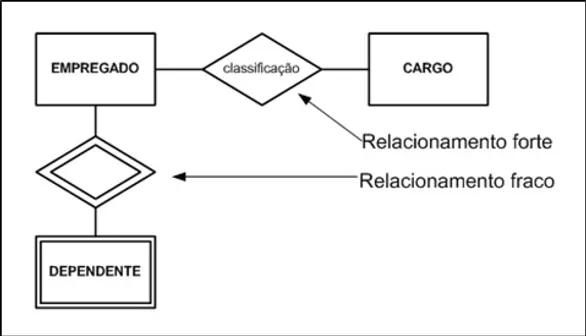 EMPREGADO
classificação
CARGO
Relacionamento forte
Relacionamento fraco
DEPENDENTE